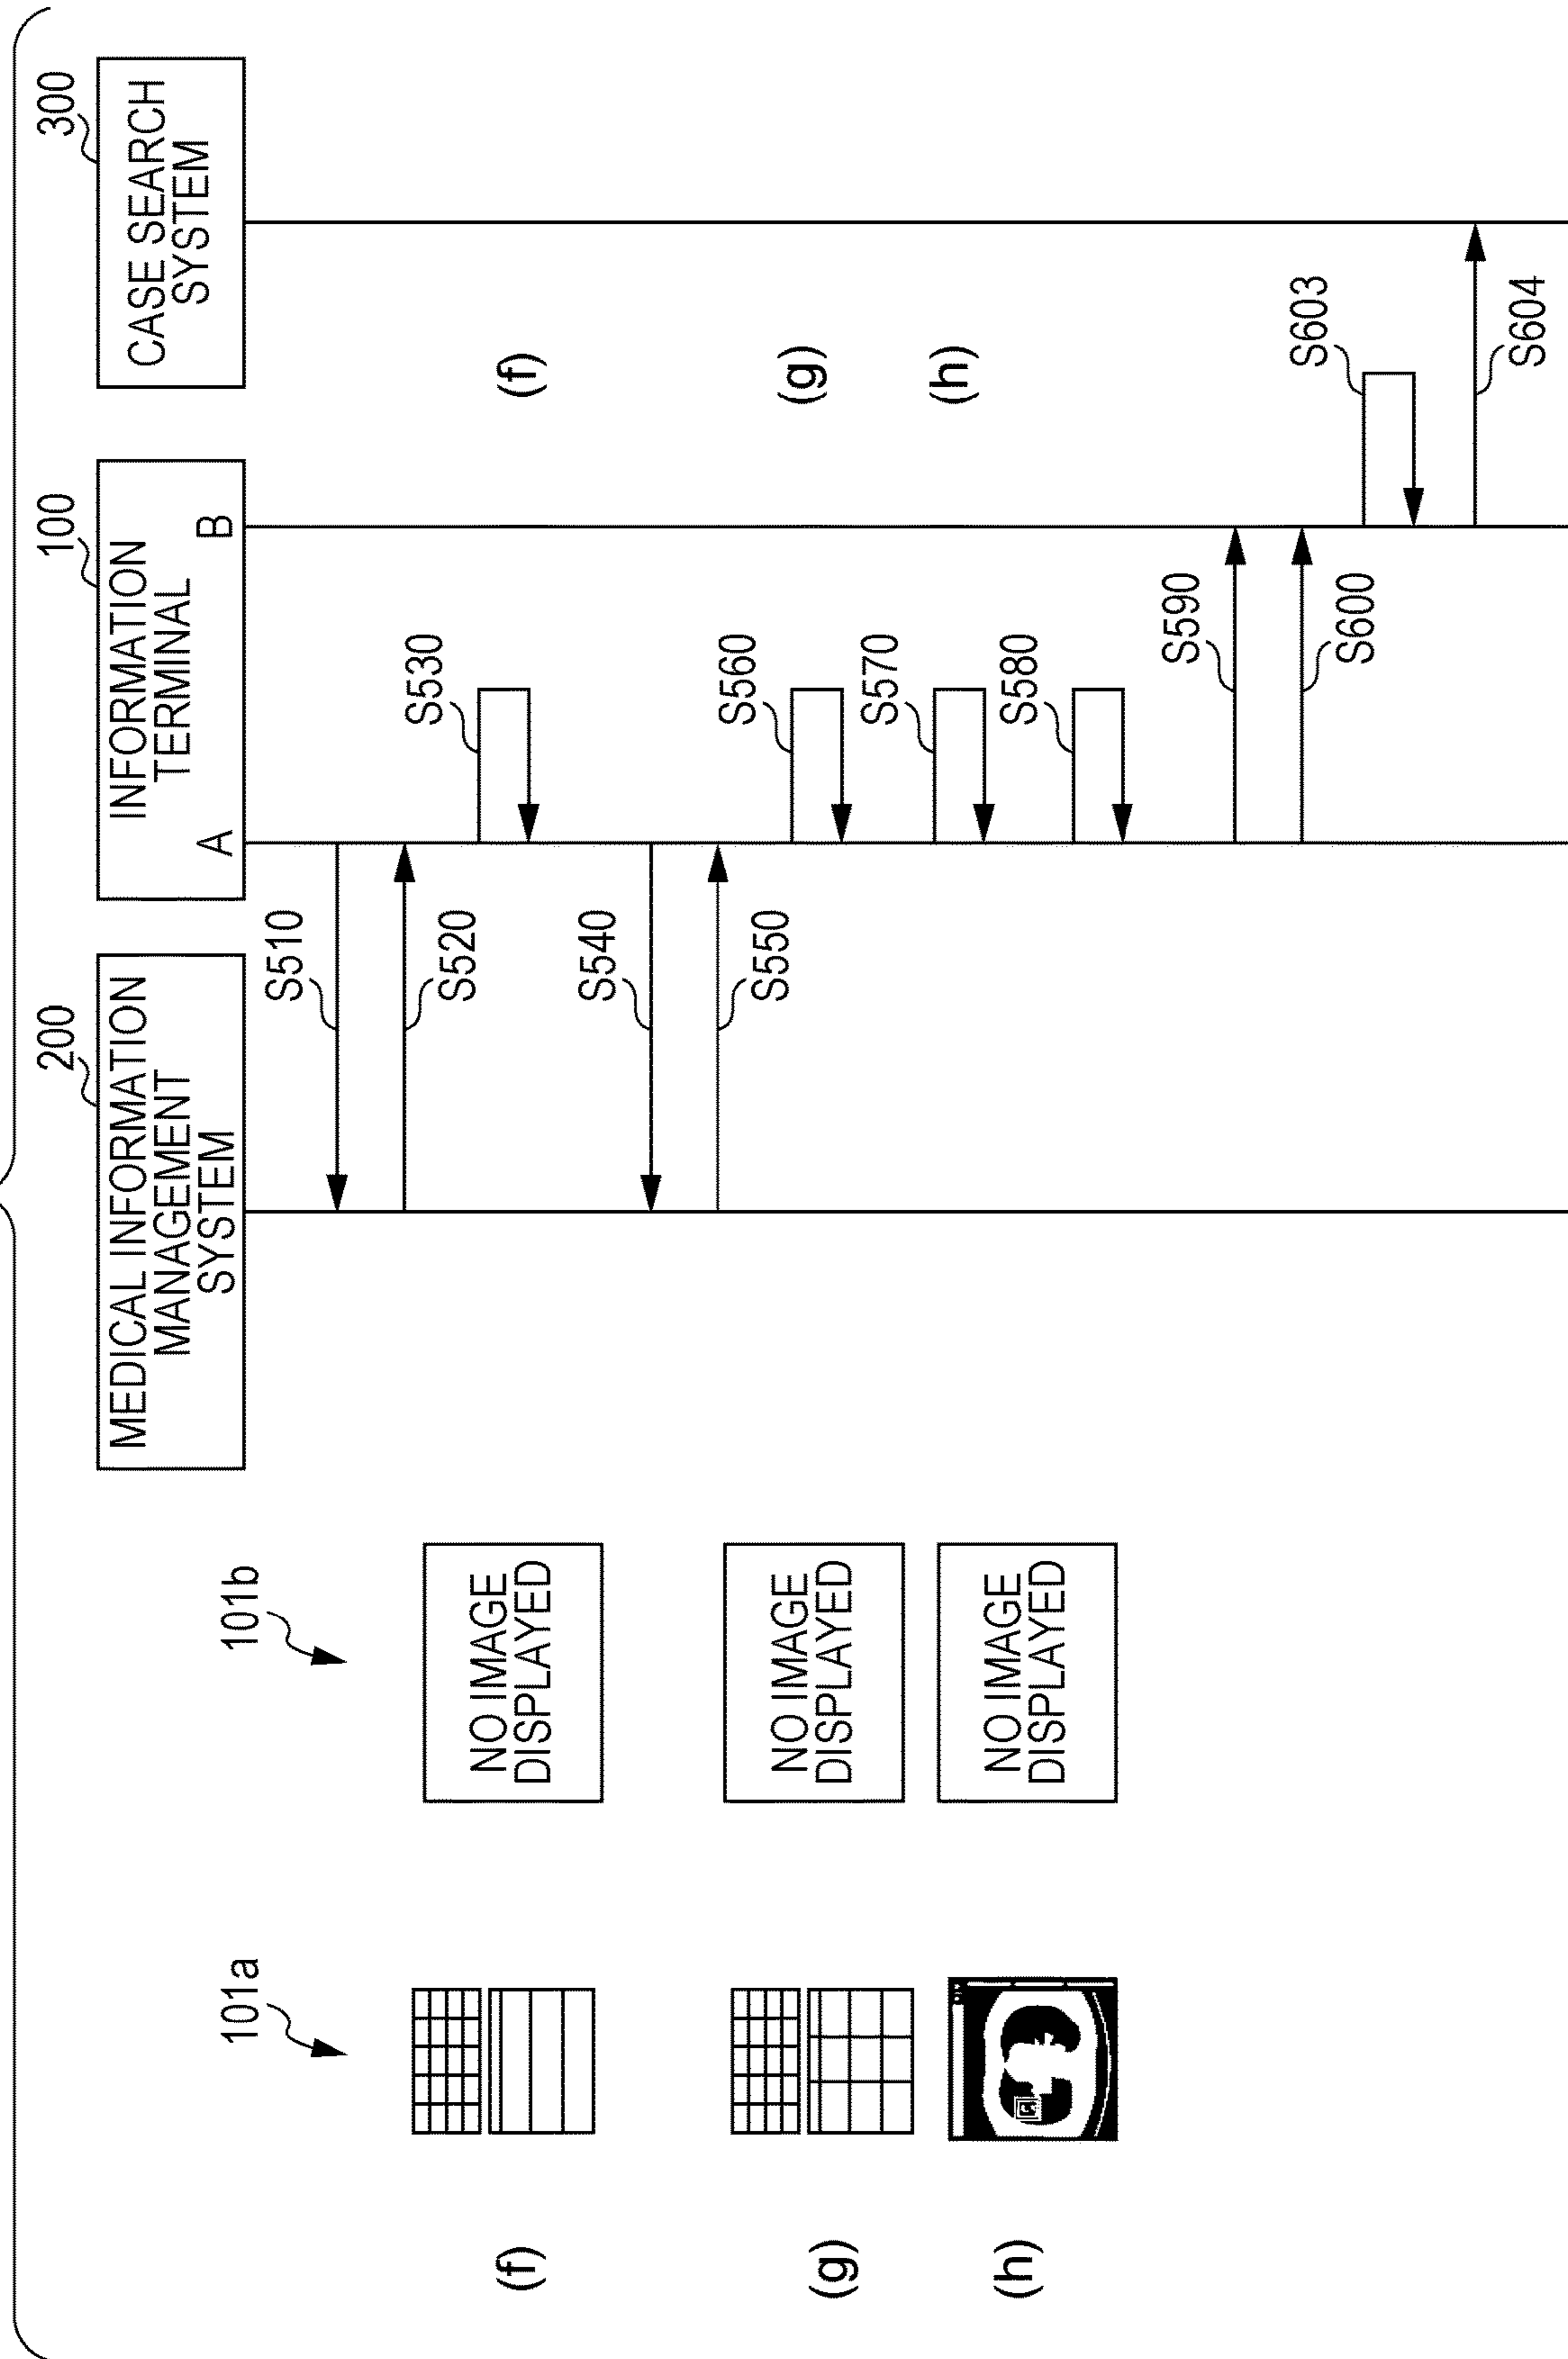 101a
101b
200
MEDICAL INFORMATION
MANAGEMENT
SYSTEM
100
INFORMATION
TERMINAL
A
B
300
CASE SEARCH
SYSTEM
S510
S520
(f)
NO IMAGE
DISPLAYED
S530
(f)
S540
S550
(g)
NO IMAGE
DISPLAYED
S560
(g)
(h)
NO IMAGE
DISPLAYED
S570
(h)
S580
S590
S600
S603
S604